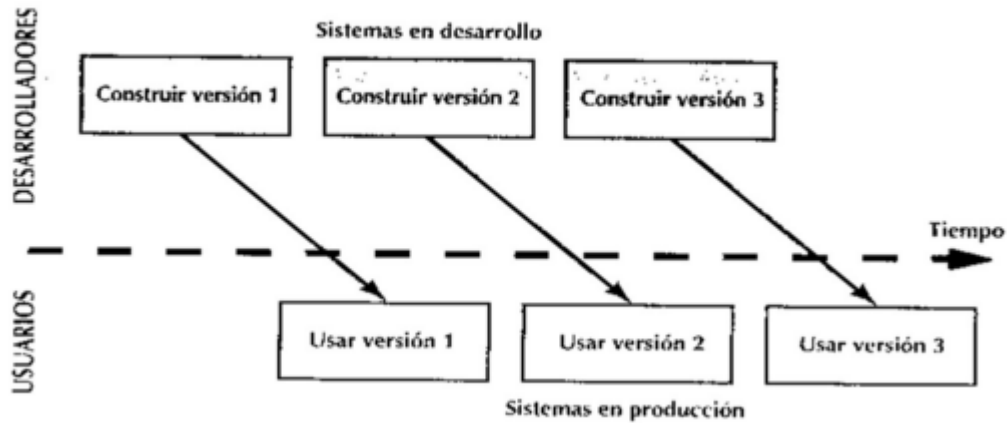 DESARROLLADORES
Sistemas en desarrollo
Construir versión 1
Construir versión 2
Construir versión 3
Tiempo
USUARIOS
Usar versión 1
Usar versión 2
Usar versión 3
Sistemas en producción